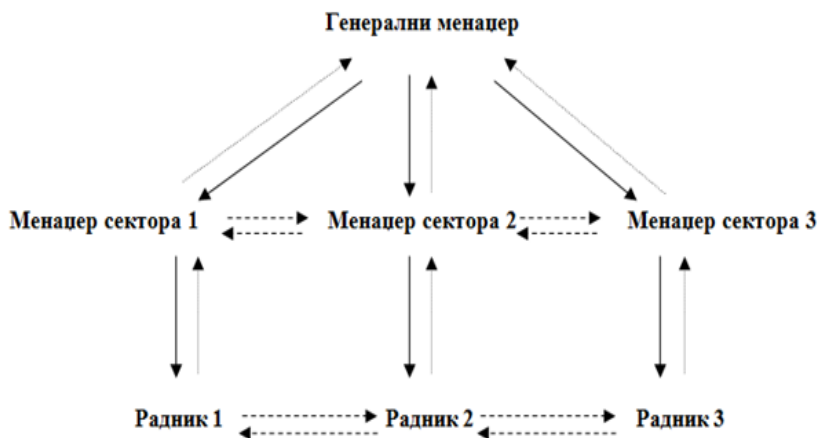 Генерални менаџер
Менаџер сектора 1 Менаџер сектора 2 Менаџер сектора 3
Радник 1 Радник 2 Радник 3